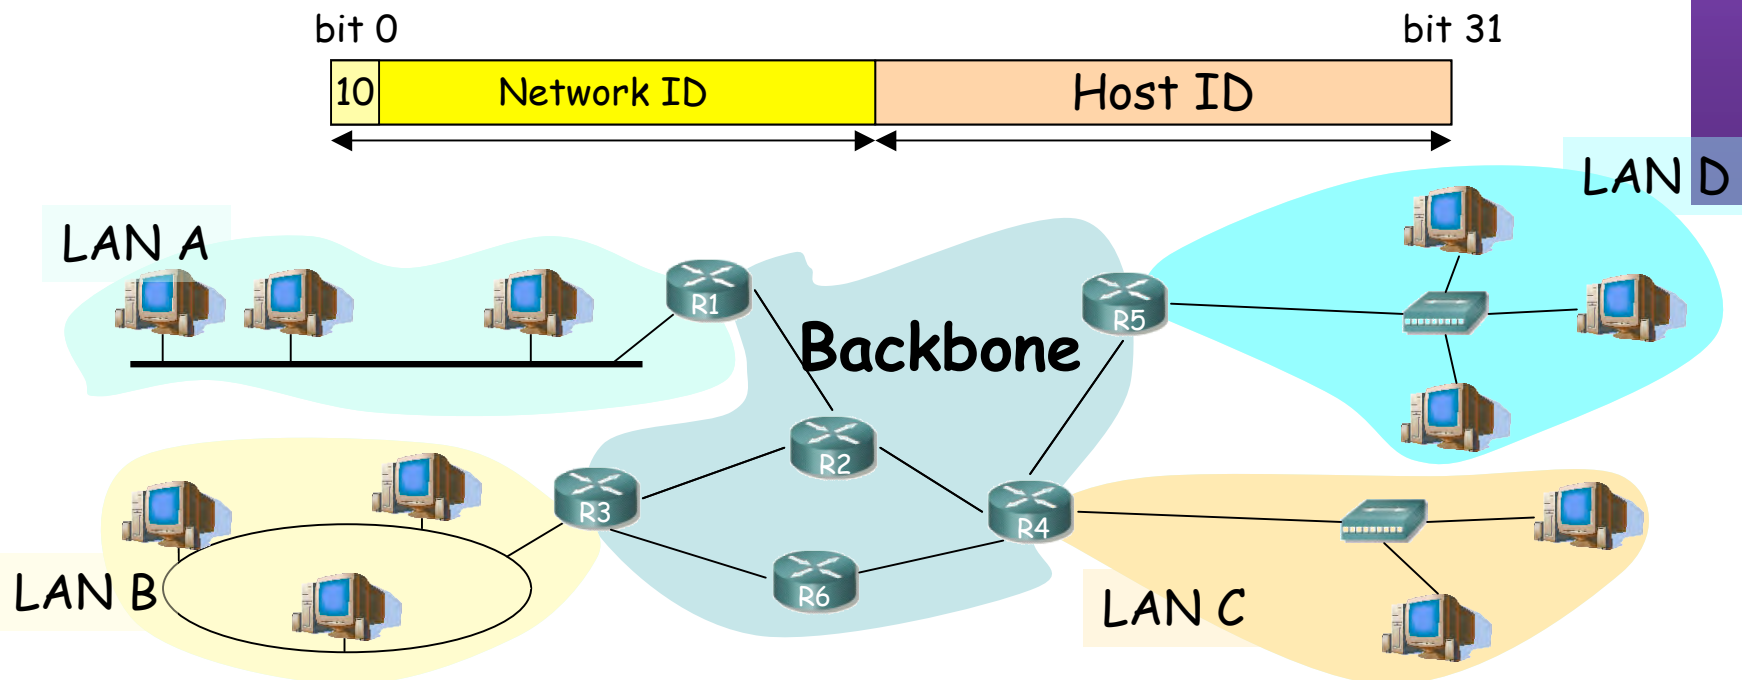 bit 0
bit 31
10
Network ID
Host ID
LAN D
LAN A
R1
R5
Backbone
R2
R3
R4
R6
LAN B
LAN C